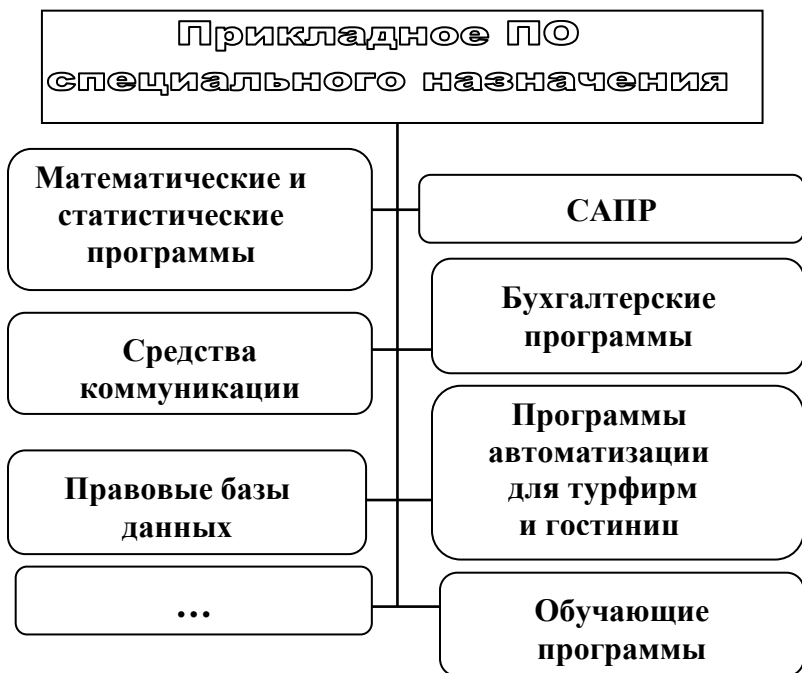 Прикладное ПО
специального назначения
Математические и
статистические
программы
САПР
Бухгалтерские
программы
Средства
коммуникации
Программы
автоматизации
для турфирм
и гостиниц
Правовые базы
данных
...
Обучающие
программы